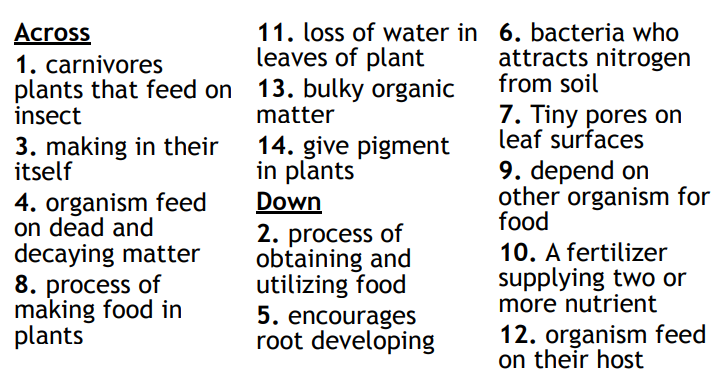 Across
1. carnivores
plants that feed on
insect
3. making in their
itself
4. organism feed
on dead and
decaying matter
8. process of
making food in
plants
11. loss of water in
leaves of plant
13. bulky organic
matter
14. give pigment
in plants
Down
2. process of
obtaining and
utilizing food
5. encourages
root developing
6. bacteria who
attracts nitrogen
from soil
7. Tiny pores on
leaf surfaces
9. depend on
other organism for
food
10. A fertilizer
supplying two or
more nutrient
12. organism feed
on their host